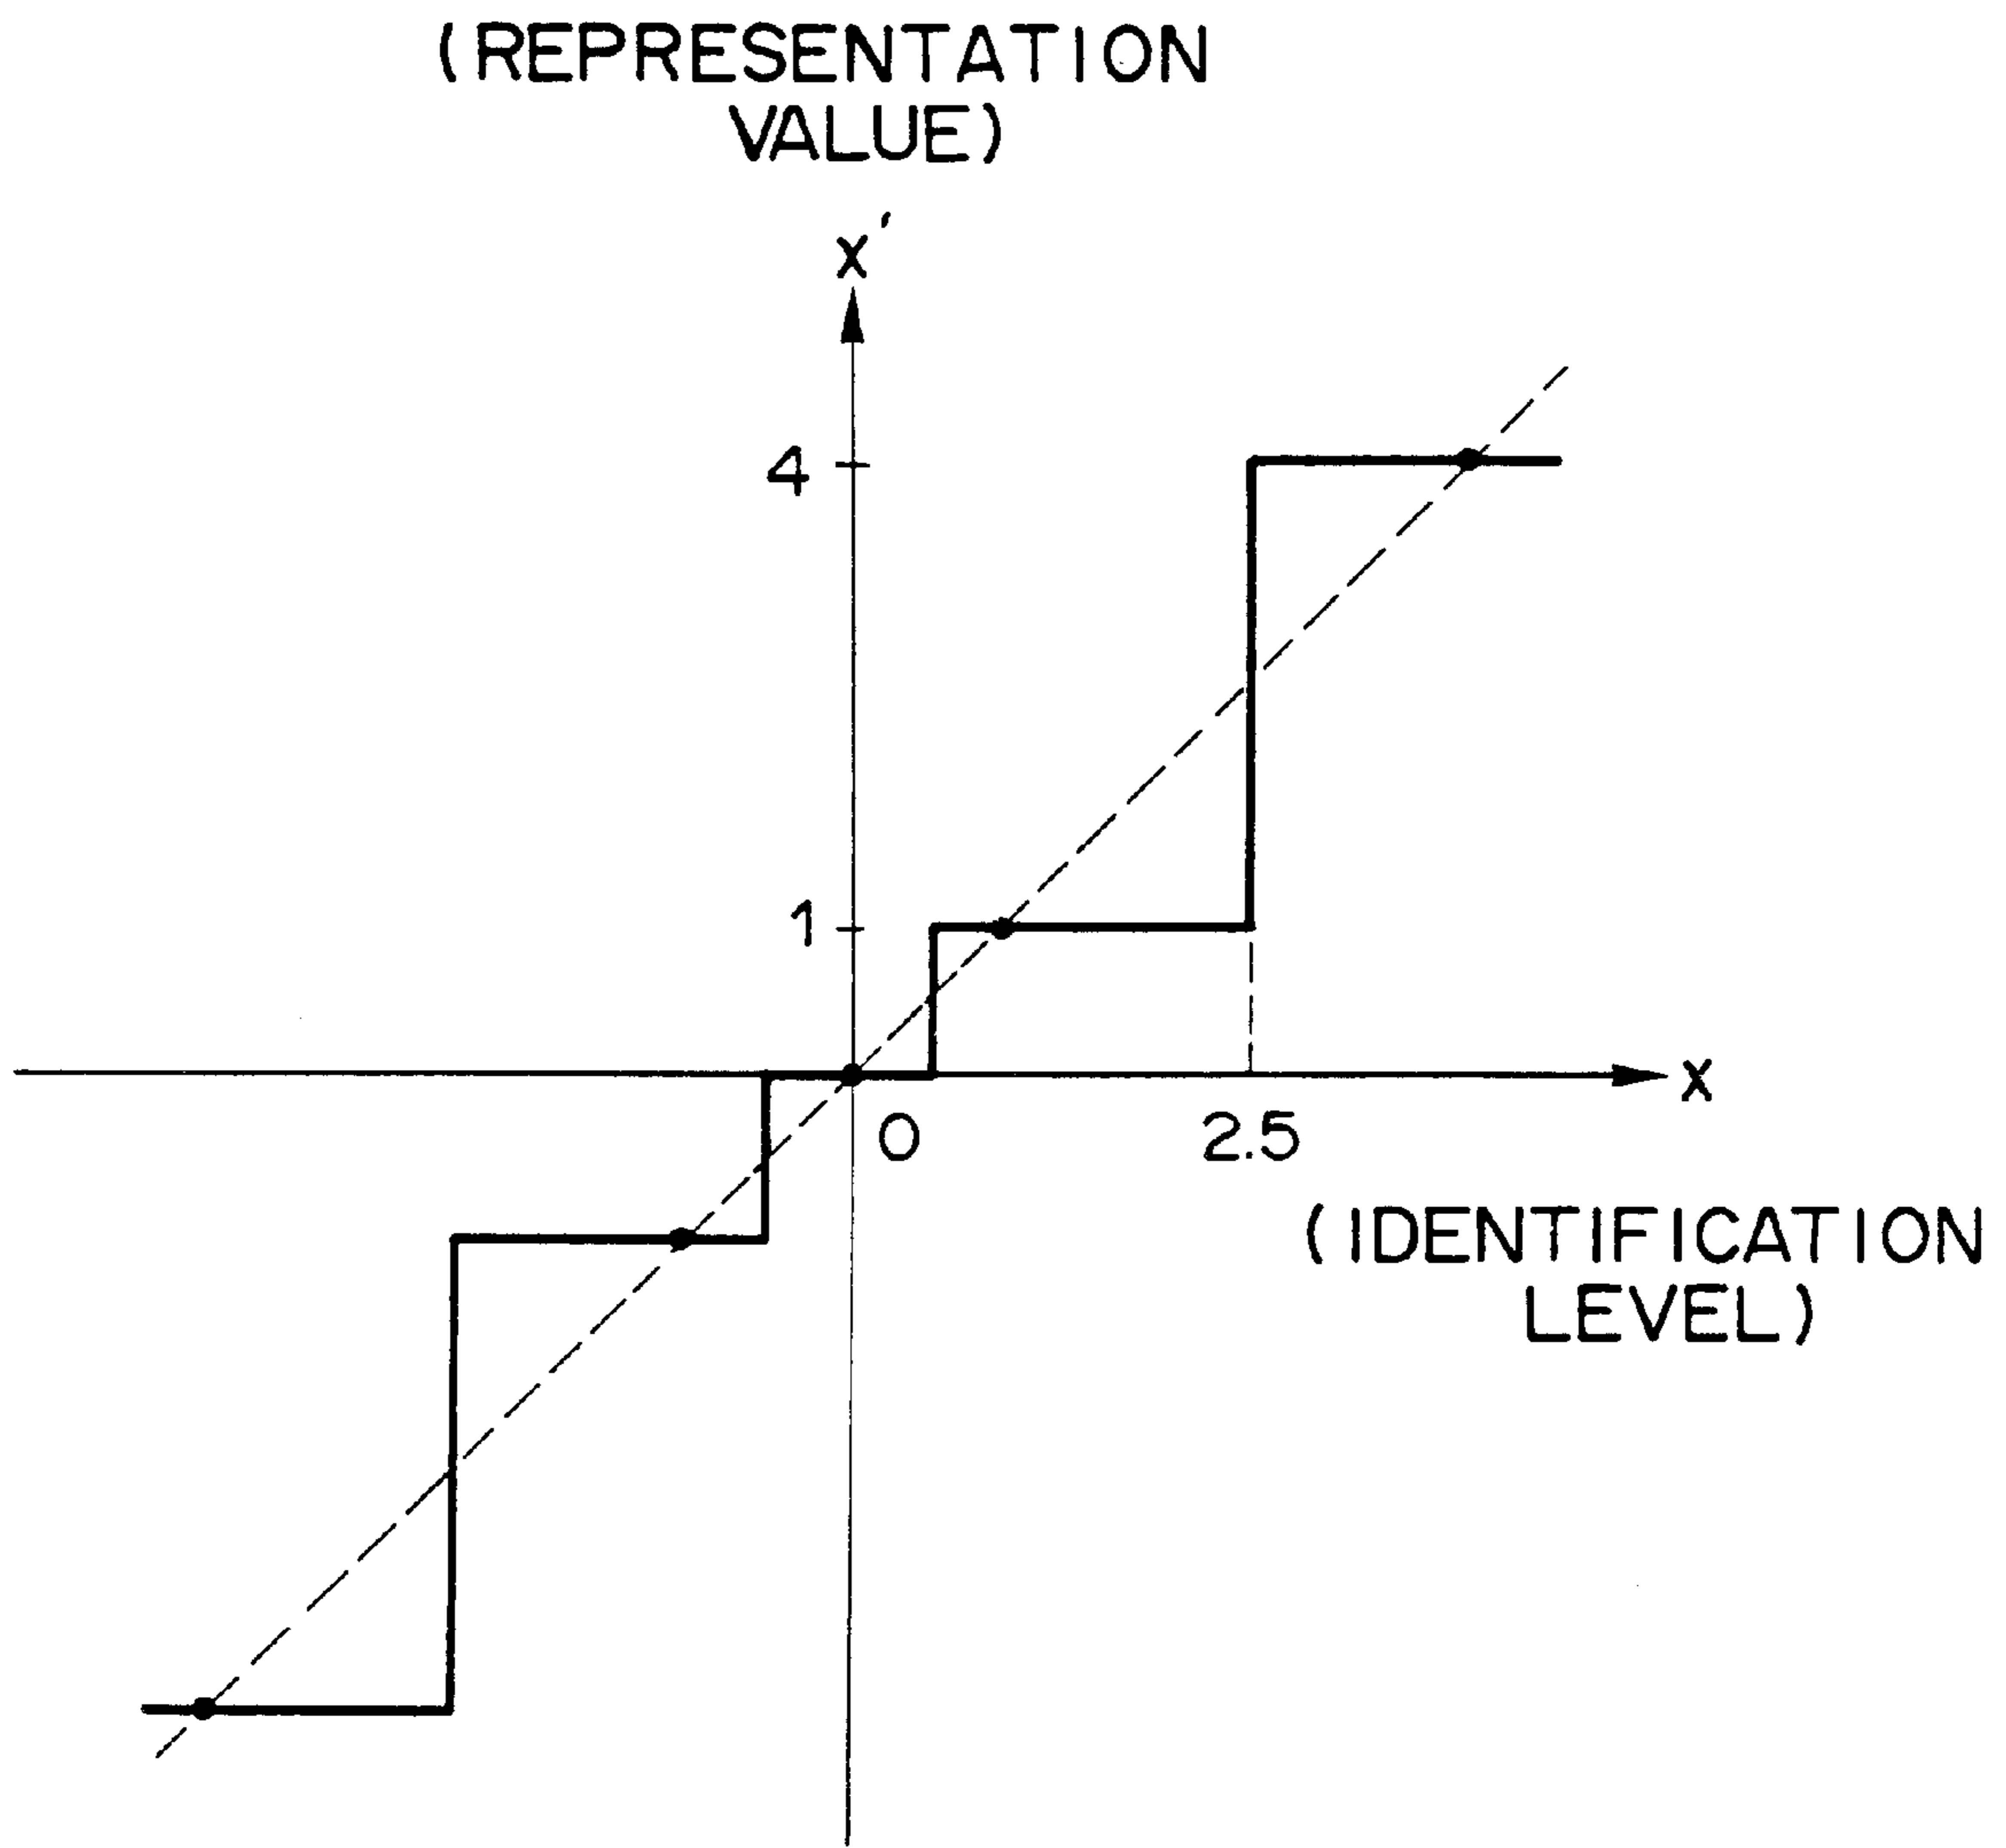 (REPRESENTATION
VALUE)
x′
4
1
x
0
2.5
(IDENTIFICATION
LEVEL)